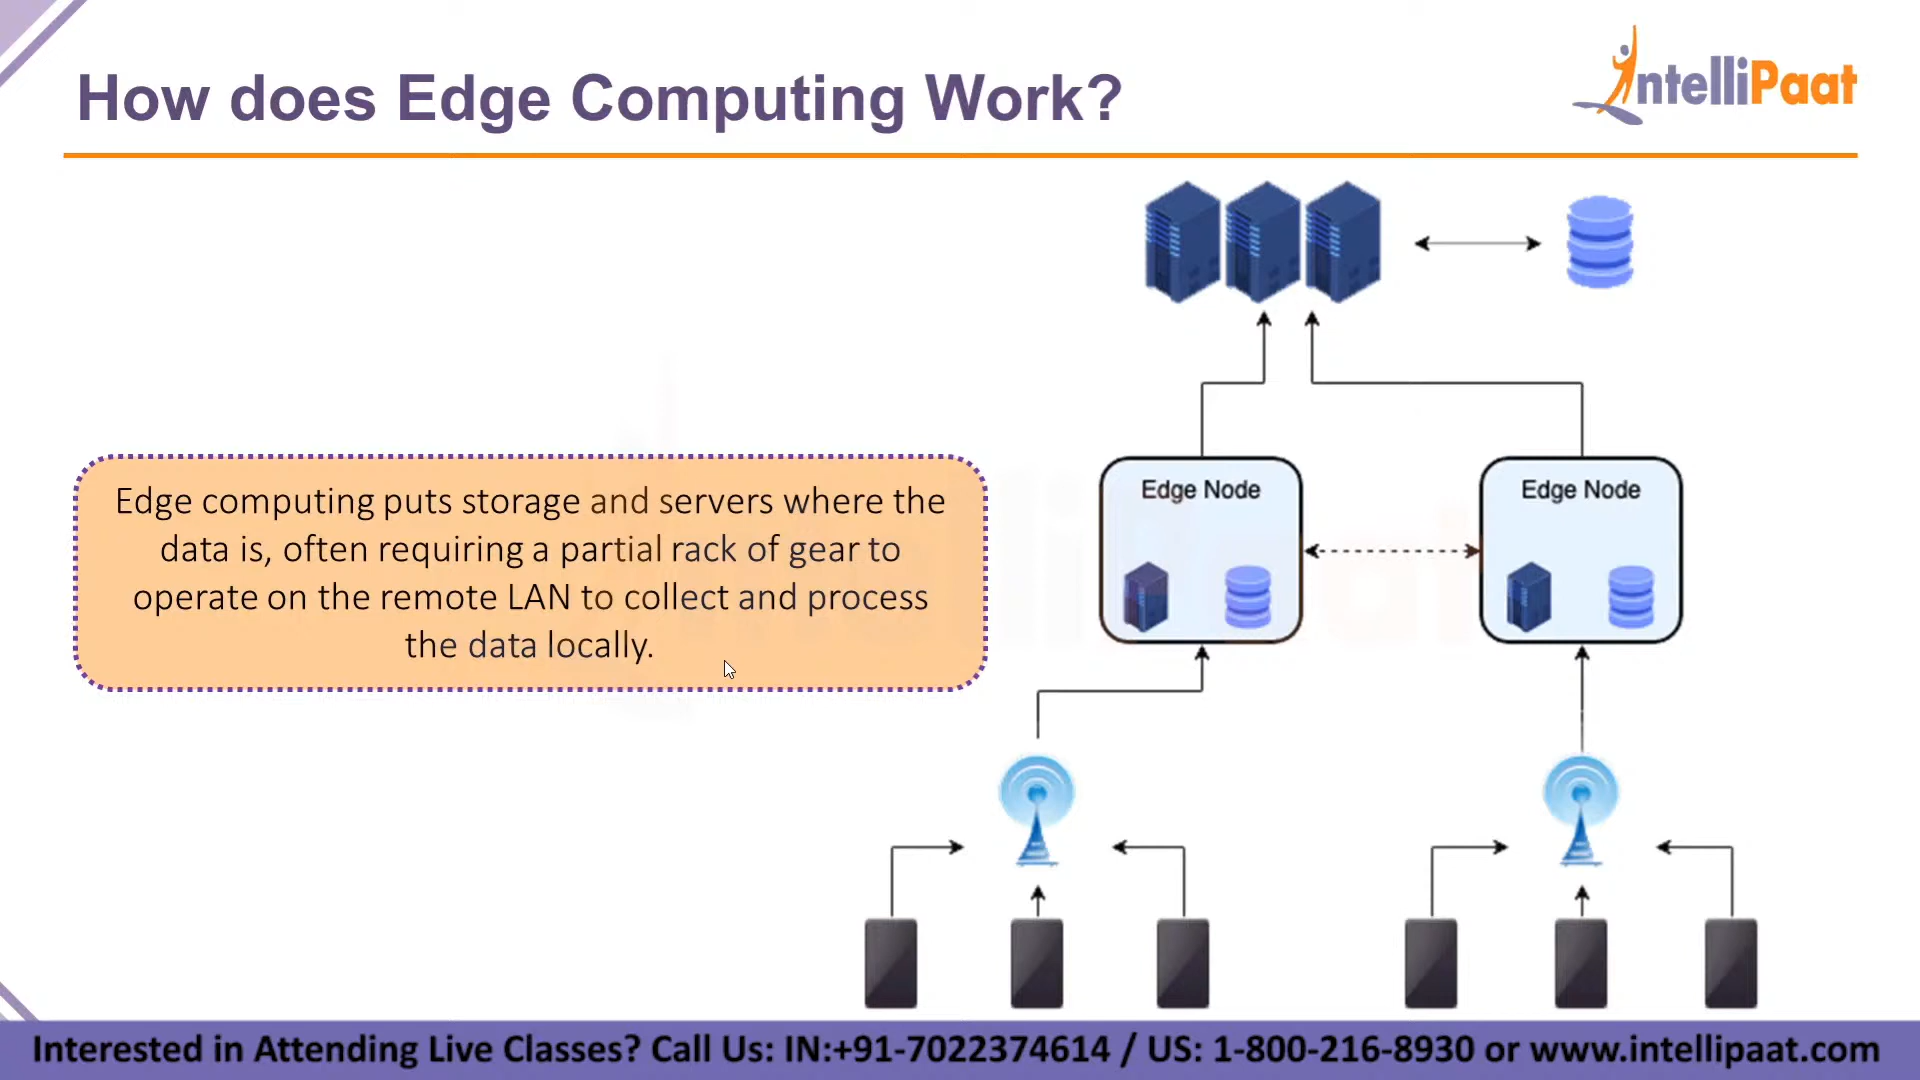 How does Edge Computing Work?
IntelliPaat
Edge computing puts storage and servers where the
data is, often requiring a partial rack of gear to
operate on the remote LAN to collect and process
the data locally.
Edge Node
Edge Node
Interested in Attending Live Classes? Call Us: IN:+91-7022374614 / US: 1-800-216-8930 or www.intellipaat.com